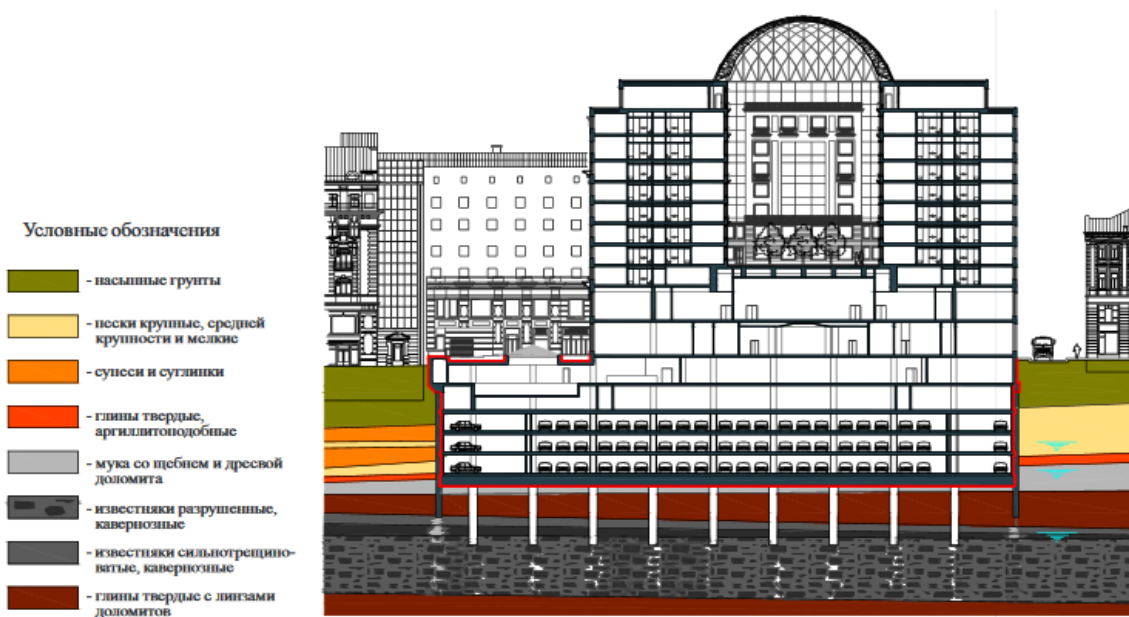 Условные обозначения
- насыпные грунты
- пески крупные, средней
крупности и мелкие
- супеси и суглинки
- глины твердые,
аргиллитоподобные
- мука со щебнем и дресвой
доломита
- известняки разрушенные,
кавернозные
- известняки сильнотрещино-
ватые, кавернозные
- глины твердые с линзами
доломитов